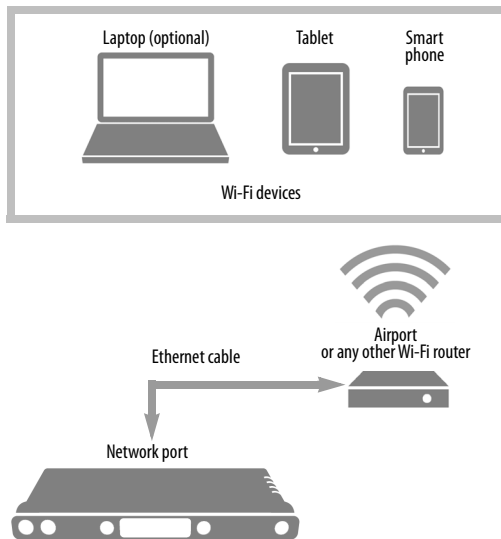 Laptop (optional)
Tablet
Smart
phone
Wi-Fi devices
Airport
or any other Wi-Fi router
Ethernet cable
Network port